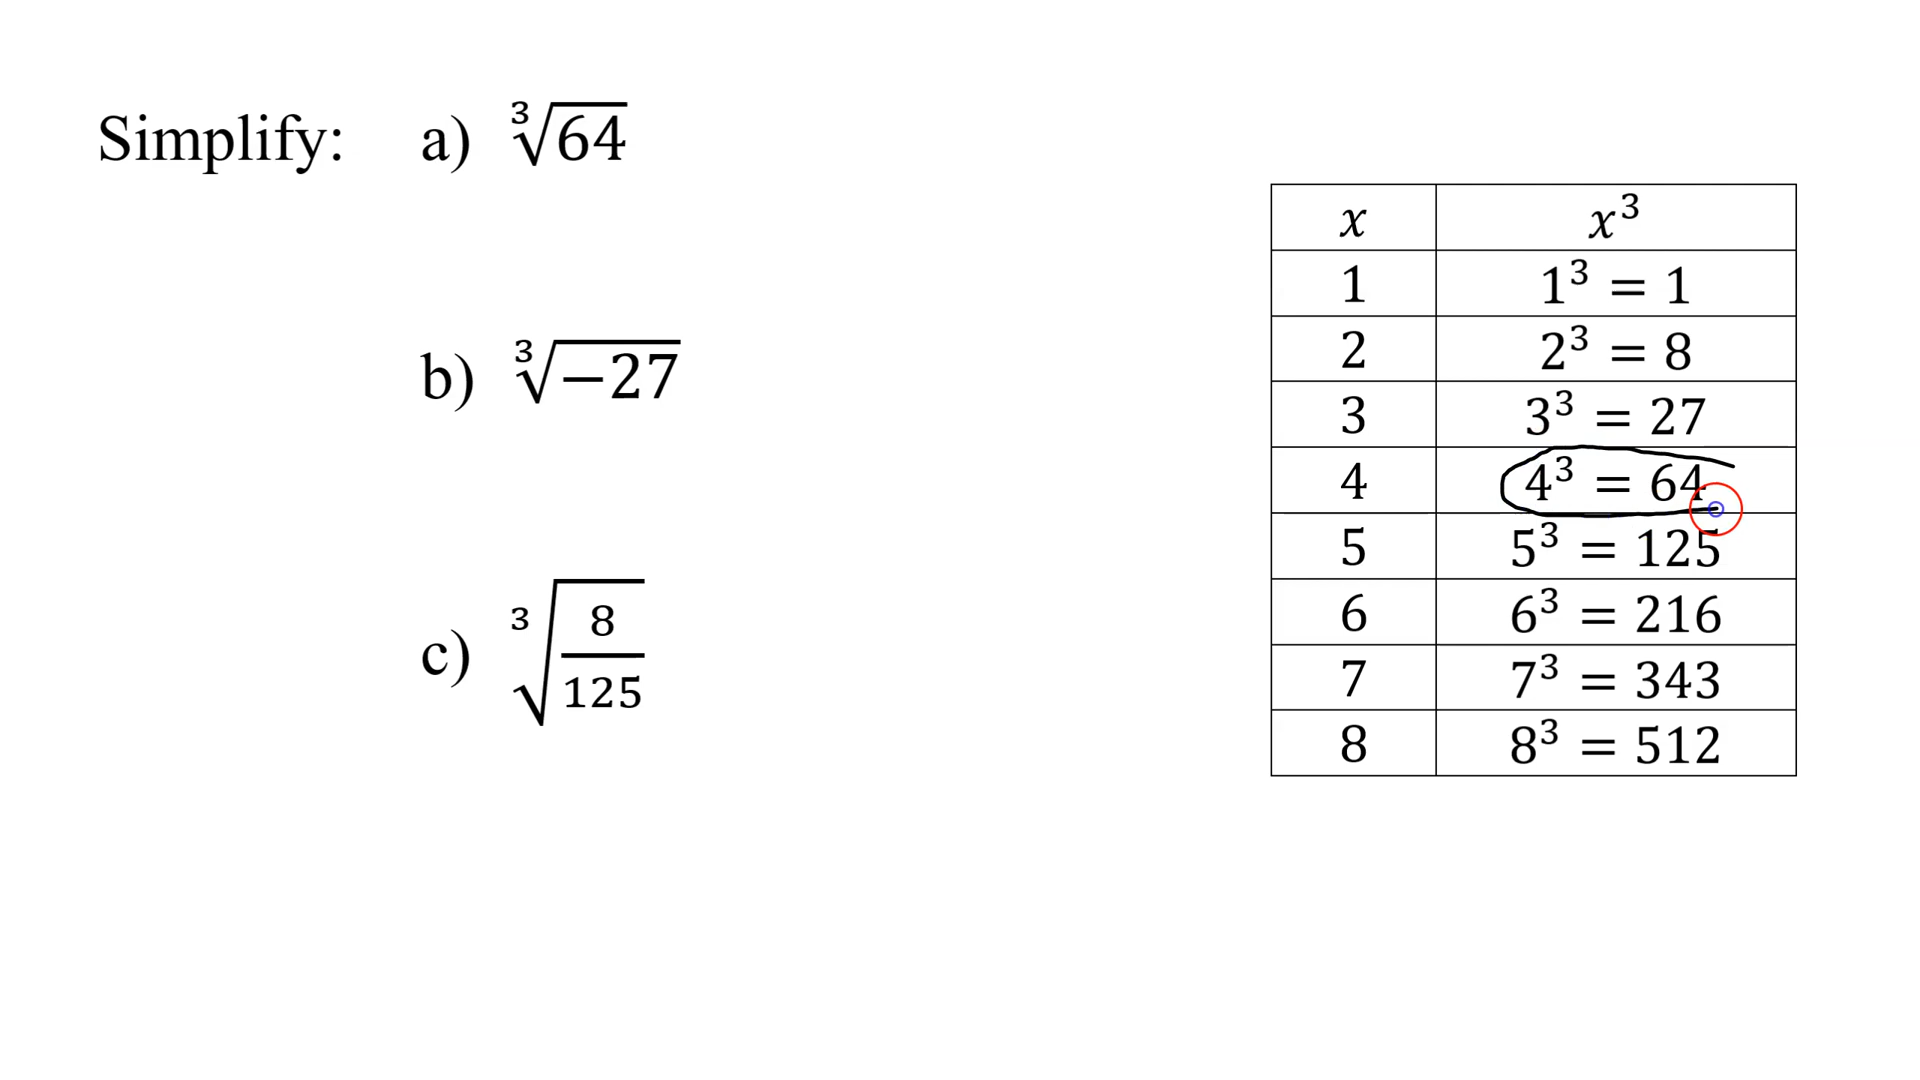 Simplify: a) ∛64
b) ∛−27
c) ∛(8/125)
x x³
1 1³ = 1
2 2³ = 8
3 3³ = 27
4 4³ = 64
5 5³ = 125
6 6³ = 216
7 7³ = 343
8 8³ = 512